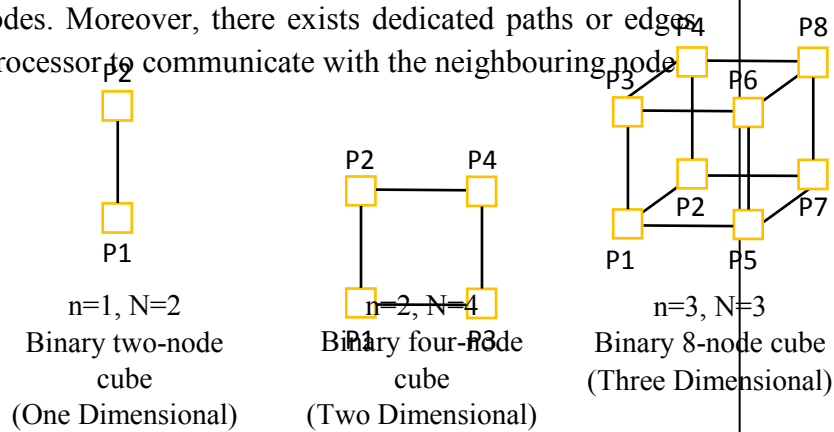 odes. Moreover, there exists dedicated paths or edges
rocessor to communicate with the neighbouring node
P2
P1
n=1, N=2
Binary two-node
cube
(One Dimensional)
P2 P4
P1 P3
n=2, N=4
Binary four-node
cube
(Two Dimensional)
P4 P8
P3 P6
P2 P7
P1 P5
n=3, N=3
Binary 8-node cube
(Three Dimensional)